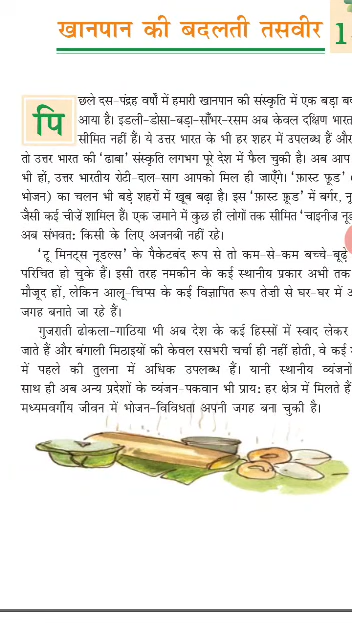 खानपान की बदलती तसवीर
1
पिछले दस-पंद्रह वर्षों में हमारी खानपान की संस्कृति में एक बड़ा
आया है। इडली-डोसा-बड़ा-साँभर-रसम अब केवल दक्षिण भारत
सीमित नहीं हैं। ये उत्तर भारत के भी हर शहर में उपलब्ध हैं और
तो उत्तर भारत की ‘ढाबा’ संस्कृति लगभग पूरे देश में फैल चुकी है। अब आप
भी हों, उत्तर भारतीय रोटी-दाल-साग आपको मिल ही जाएँगे। ‘फ़ास्ट फूड’
भोजन) का चलन भी बड़े शहरों में खूब बढ़ा है। इस ‘फ़ास्ट फ़ूड’ में बर्गर, नू
जैसी कई चीज़ें शामिल हैं। एक जमाने में कुछ ही लोगों तक सीमित ‘चाइनीज नूड
अब संभवतः किसी के लिए अजनबी नहीं रहे।
‘टू मिनट्स नूडल्स’ के पैकेटबंद रूप से तो कम-से-कम बच्चे-बूढ़े
परिचित हो चुके हैं। इसी तरह नमकीन के कई स्थानीय प्रकार अभी तक
मौजूद हों, लेकिन आलू-चिप्स के कई विज्ञापित रूप तेज़ी से घर-घर में अ
जगह बनाते जा रहे हैं।
गुजराती ढोकला-गाठिया भी अब देश के कई हिस्सों में स्वाद लेकर
जाते हैं और बंगाली मिठाइयों की केवल रसभरी चर्चा ही नहीं होती, वे कई
में पहले की तुलना में अधिक उपलब्ध हैं। यानी स्थानीय व्यंजनों
साथ ही अब अन्य प्रदेशों के व्यंजन-पकवान भी प्रायः हर क्षेत्र में मिलते हैं
मध्यमवर्गीय जीवन में भोजन-विविधता अपनी जगह बना चुकी है।